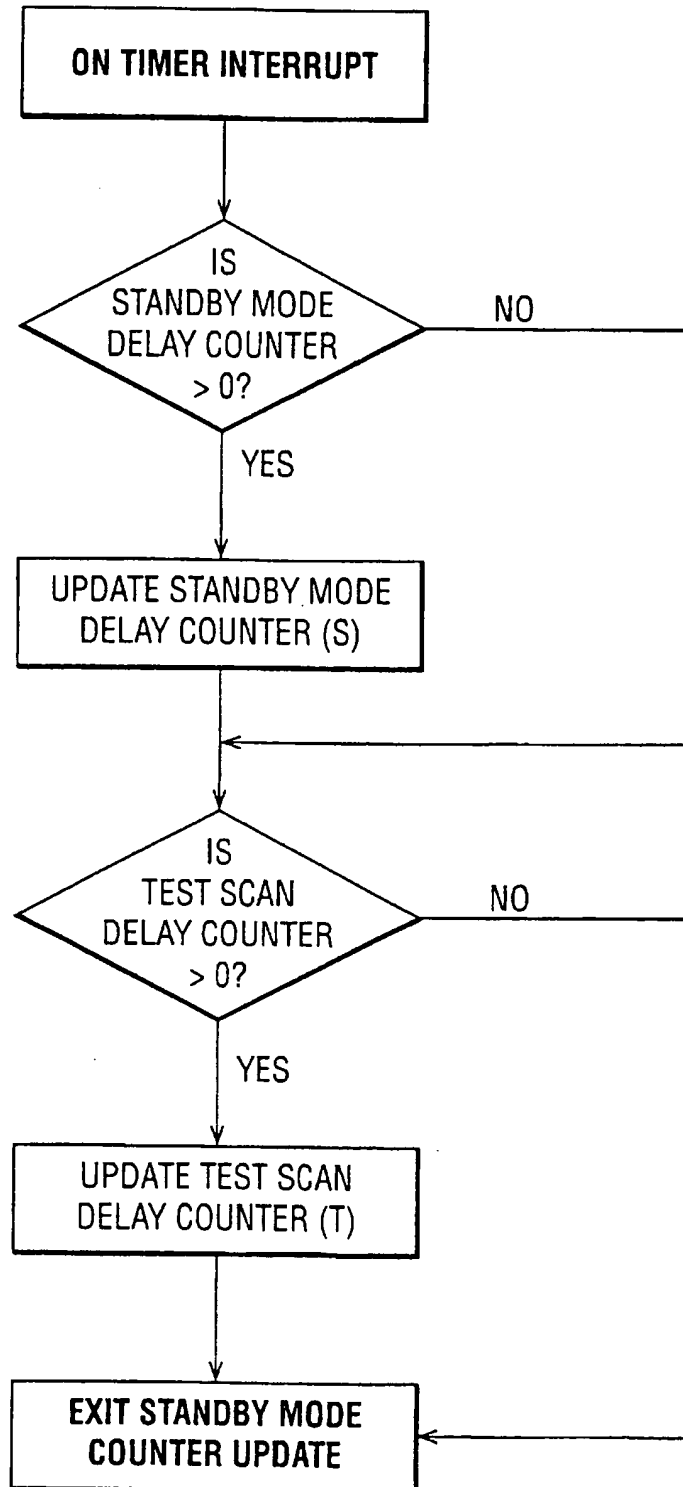 ON TIMER INTERRUPT
IS
STANDBY MODE
DELAY COUNTER
> 0?
NO
YES
UPDATE STANDBY MODE
DELAY COUNTER (S)
IS
TEST SCAN
DELAY COUNTER
> 0?
NO
YES
UPDATE TEST SCAN
DELAY COUNTER (T)
EXIT STANDBY MODE
COUNTER UPDATE